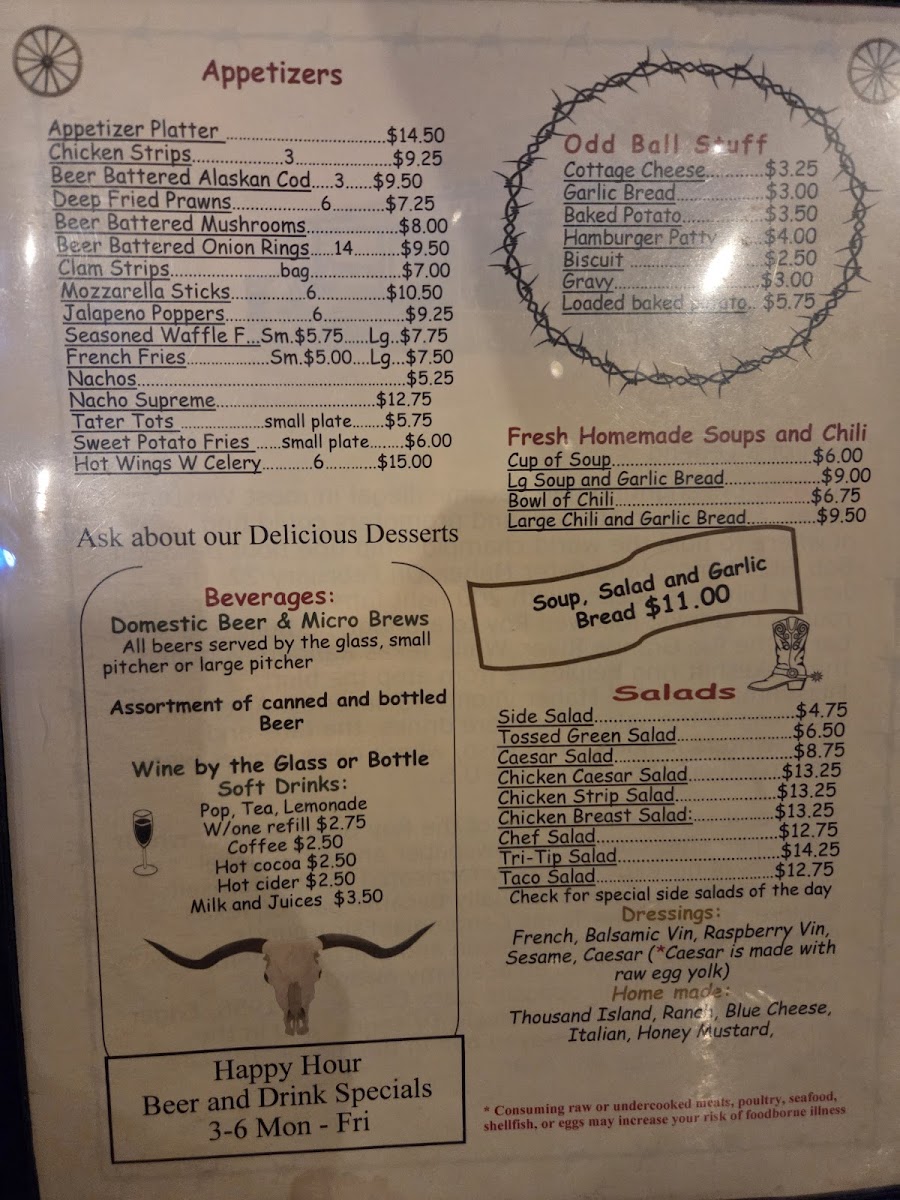 Appetizers
Appetizer Platter ..............................$14.50
Chicken Strips.................3..................$9.25
Beer Battered Alaskan Cod.....3......$9.50
Deep Fried Prawns.................6..........$7.25
Beer Battered Mushrooms......................$8.00
Beer Battered Onion Rings.....14.........$9.50
Clam Strips....................bag.................$7.00
Mozzarella Sticks..............6.............$10.50
Jalapeno Poppers................6...............$9.25
Seasoned Waffle F...Sm.$5.75......Lg..$7.75
French Fries................Sm.$5.00....Lg..$7.50
Nachos....................................................$5.25
Nacho Supreme..............................$12.75
Tater Tots ................small plate.......$5.75
Sweet Potato Fries ......small plate.......$6.00
Hot Wings W Celery..........6...........$15.00
Ask about our Delicious Desserts
Beverages:
Domestic Beer & Micro Brews
All beers served by the glass, small
pitcher or large pitcher
Assortment of canned and bottled
Beer
Wine by the Glass or Bottle
Soft Drinks:
Pop, Tea, Lemonade
W/one refill $2.75
Coffee $2.50
Hot cocoa $2.50
Hot cider $2.50
Milk and Juices $3.50
Happy Hour
Beer and Drink Specials
3-6 Mon - Fri
Odd Ball Stuff
Cottage Cheese...........$3.25
Garlic Bread................$3.00
Baked Potato...............$3.50
Hamburger Patty ...$4.00
Biscuit ......................$2.50
Gravy..........................$3.00
Loaded baked potato.. $5.75
Fresh Homemade Soups and Chili
Cup of Soup.......................................$6.00
Lg Soup and Garlic Bread.......................$9.00
Bowl of Chili......................................$6.75
Large Chili and Garlic Bread.............$9.50
Soup, Salad and Garlic
Bread $11.00
Salads
Side Salad.......................................$4.75
Tossed Green Salad.......................$6.50
Caesar Salad....................................$8.75
Chicken Caesar Salad..................$13.25
Chicken Strip Salad....................$13.25
Chicken Breast Salad:................$13.25
Chef Salad...................................$12.75
Tri-Tip Salad................................$14.25
Taco Salad...................................$12.75
Check for special side salads of the day
Dressings:
French, Balsamic Vin, Raspberry Vin,
Sesame, Caesar (*Caesar is made with
raw egg yolk)
Home made:
Thousand Island, Ranch, Blue Cheese,
Italian, Honey Mustard,
* Consuming raw or undercooked meats, poultry, seafood,
shellfish, or eggs may increase your risk of foodborne illness